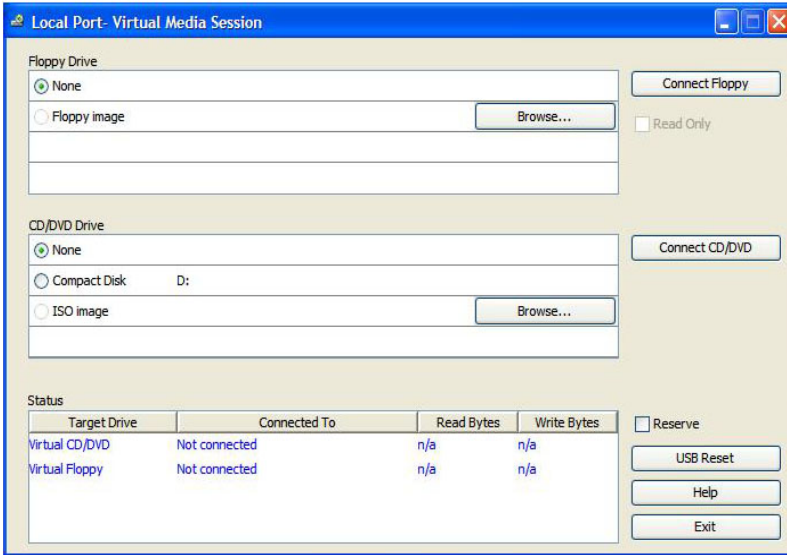 Local Port- Virtual Media Session
Floppy Drive
None
Connect Floppy
Floppy image
Browse...
Read Only
CD/DVD Drive
None
Connect CD/DVD
Compact Disk D:
ISO image
Browse...
Status
Target Drive Connected To Read Bytes Write Bytes
Reserve
Virtual CD/DVD Not connected n/a n/a
Virtual Floppy Not connected n/a n/a
USB Reset
Help
Exit